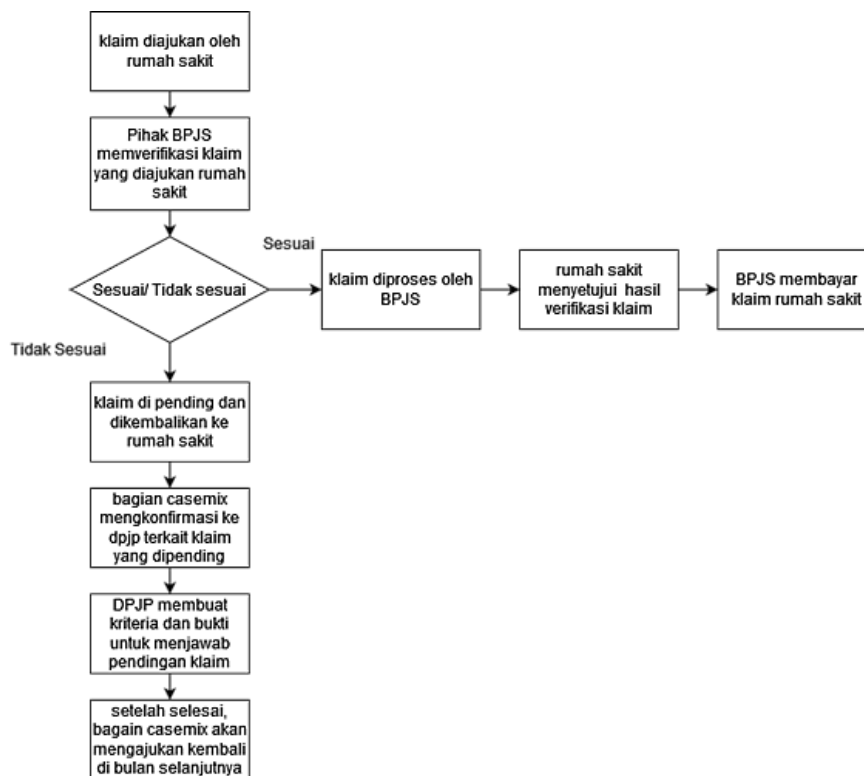 klaim diajukan oleh
rumah sakit
Pihak BPJS
memverifikasi klaim
yang diajukan rumah
sakit
Sesuai/ Tidak sesuai
Sesuai
klaim diproses oleh
BPJS
rumah sakit
menyetujui hasil
verifikasi klaim
BPJS membayar
klaim rumah sakit
Tidak Sesuai
klaim di pending dan
dikembalikan ke
rumah sakit
bagian casemix
mengkonfirmasi ke
dpjp terkait klaim
yang dipending
DPJP membuat
kriteria dan bukti
untuk menjawab
pendingan klaim
setelah selesai,
bagain casemix akan
mengajukan kembali
di bulan selanjutnya